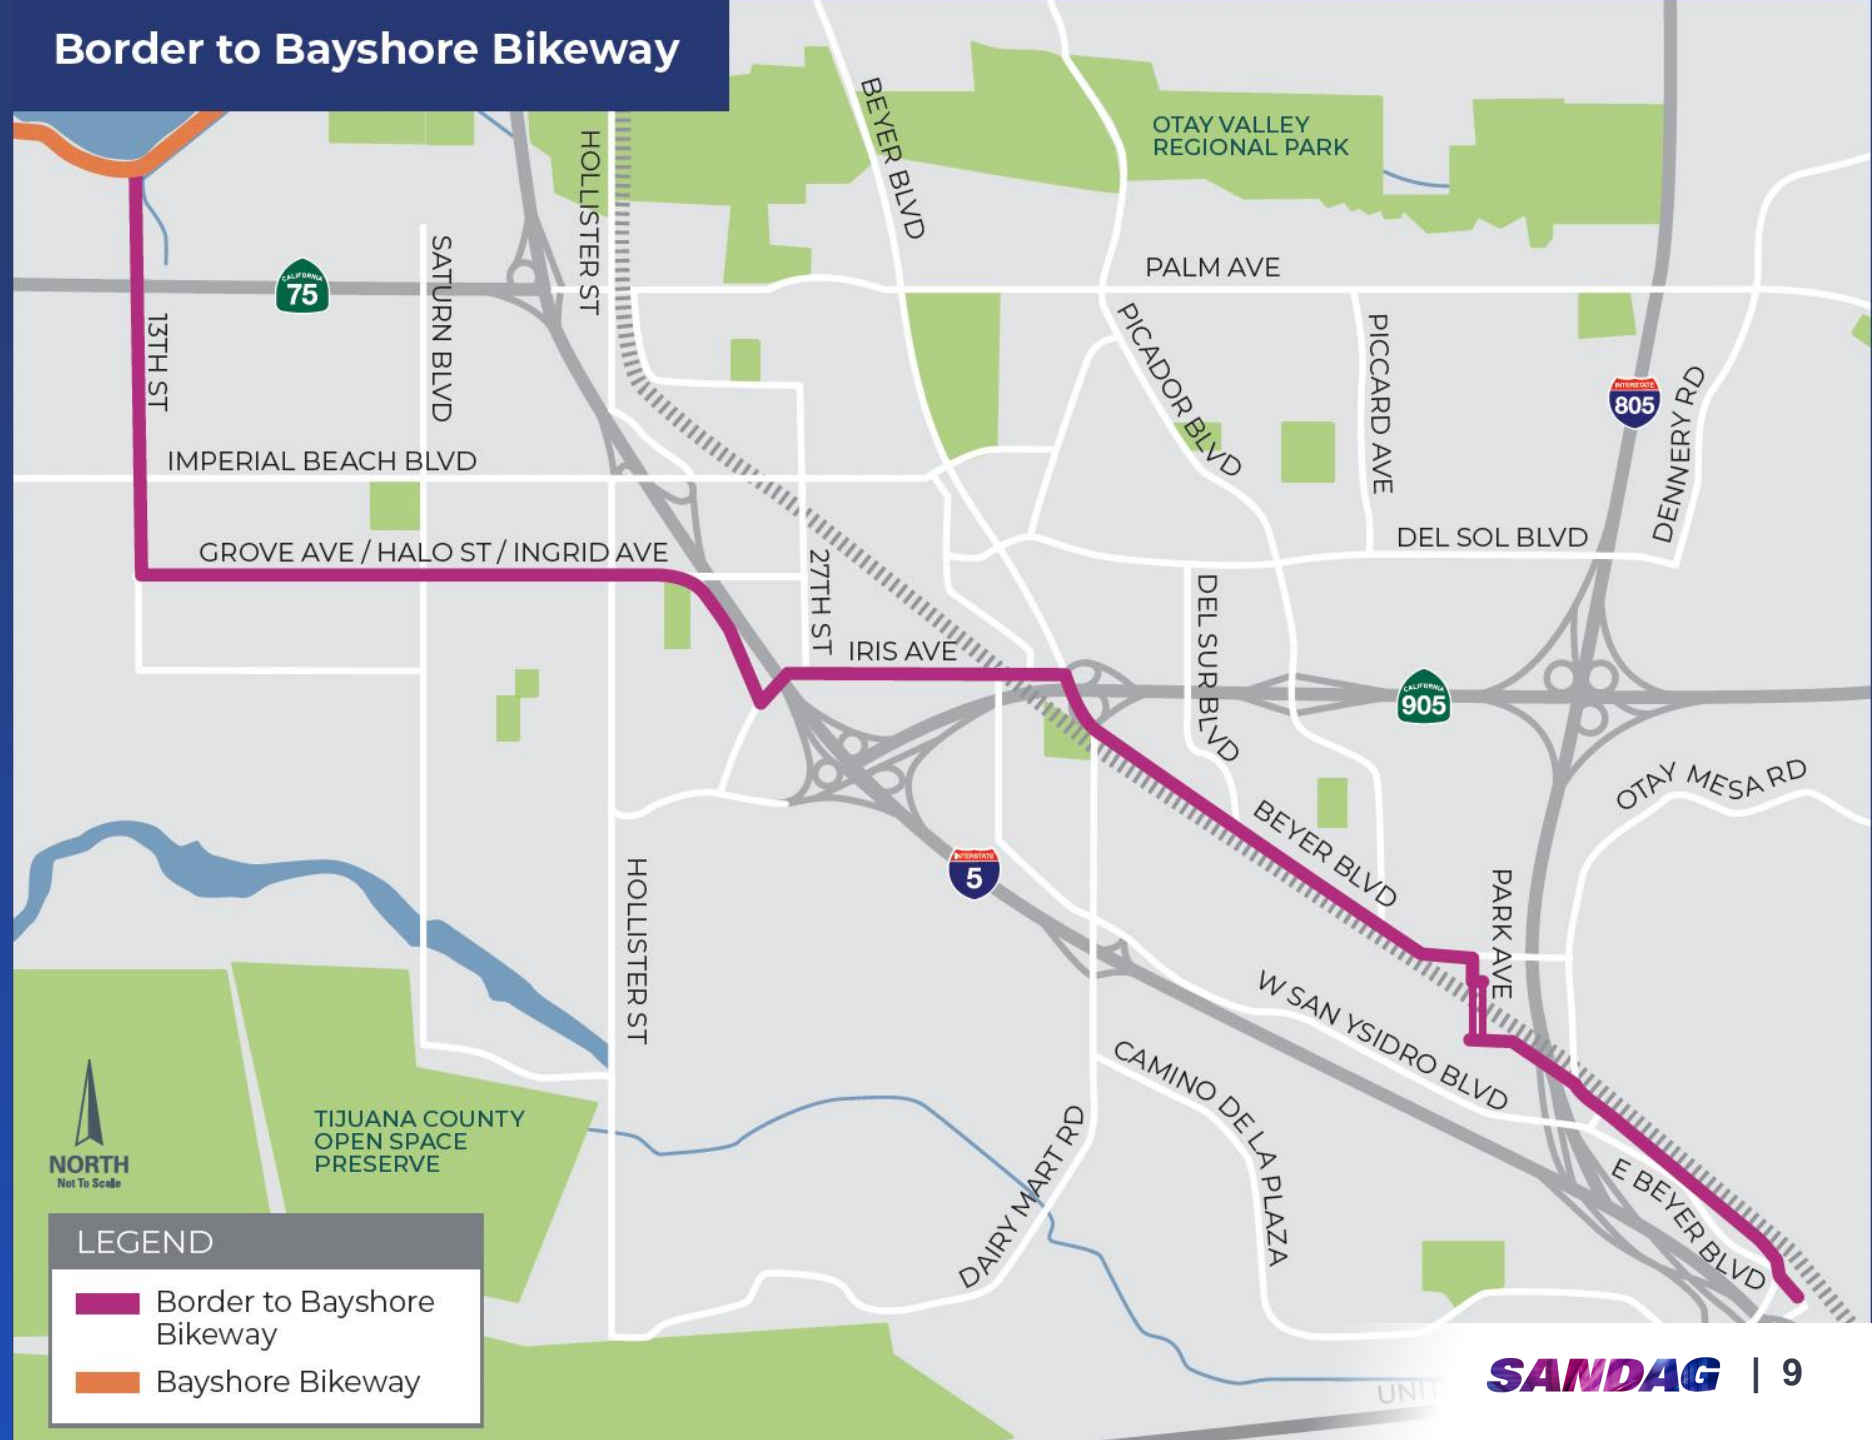 Border to Bayshore Bikeway
BEYER BLVD
HOLLISTER ST
OTAY VALLEY
REGIONAL PARK
SATURN BLVD
PALM AVE
CALIFORNIA
75
13TH ST
PICADOR BLVD
PICCARD AVE
INTERSTATE
805
DENNERY RD
IMPERIAL BEACH BLVD
GROVE AVE / HALO ST / INGRID AVE
27TH ST
DEL SOL BLVD
DEL SUR BLVD
IRIS AVE
CALIFORNIA
905
OTAY MESA RD
BEYER BLVD
INTERSTATE
5
HOLLISTER ST
PARK AVE
W SAN YSIDRO BLVD
CAMINO DE LA PLAZA
DAIRY MART RD
E BEYER BLVD
TIJUANA COUNTY
OPEN SPACE
PRESERVE
NORTH
Not To Scale
LEGEND
Border to Bayshore
Bikeway
Bayshore Bikeway
SANDAG | 9